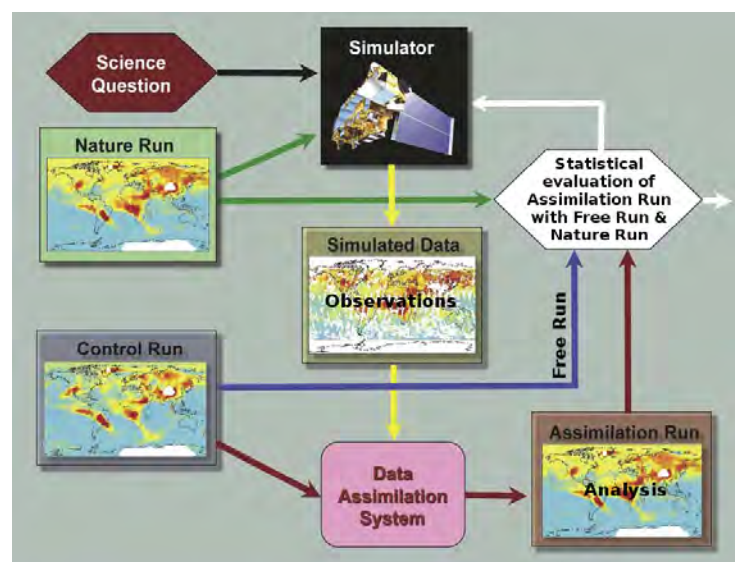 Science
Question
Simulator
Nature Run
Statistical
evaluation of
Assimilation Run
with Free Run &
Nature Run
Simulated Data
Observations
Free Run
Control Run
Data
Assimilation
System
Assimilation Run
Analysis